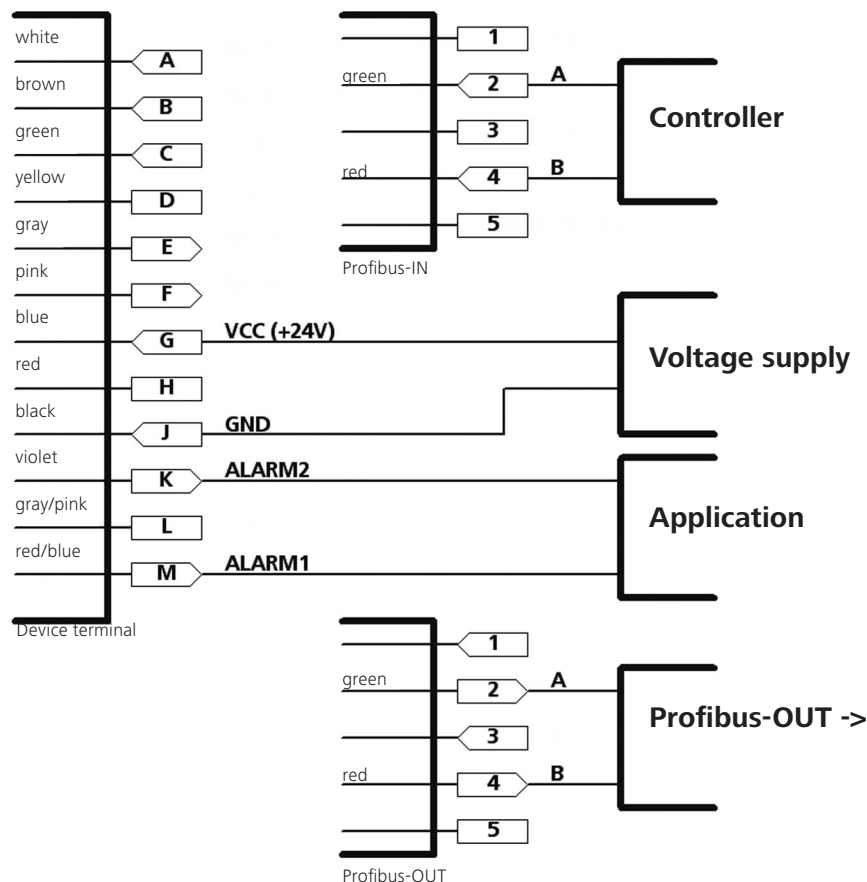 white
A
brown
B
green
C
yellow
D
gray
E
pink
F
blue
G VCC (+24V)
red
H
black
J GND
violet
K ALARM2
gray/pink
L
red/blue
M ALARM1
Device terminal
1
green 2 A
3
red 4 B
5
Profibus-IN
Controller
Voltage supply
Application
1
green 2 A
3
red 4 B
5
Profibus-OUT
Profibus-OUT ->